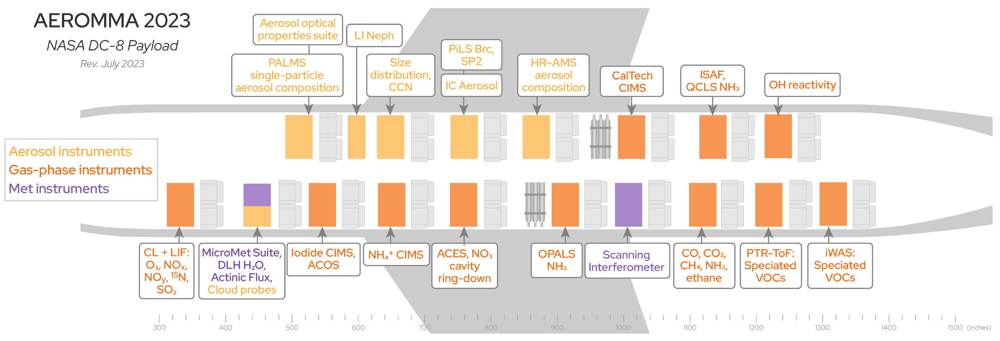 AEROMMA 2023
NASA DC-8 Payload
Rev. July 2023
Aerosol optical
properties suite
LI Neph
PALMS
single-particle
aerosol composition
Size
distribution,
CCN
PiLS Brc,
SP2
IC Aerosol
HR-AMS
aerosol
composition
CalTech
CIMS
ISAF,
QCLS NH₃
OH reactivity
Aerosol instruments
Gas-phase instruments
Met instruments
CL + LIF:
O₃, NOₓ,
NOᵧ, ¹⁵N,
SO₂
MicroMet Suite,
DLH H₂O,
Actinic Flux,
Cloud probes
Iodide CIMS,
ACOS
NH₄⁺ CIMS
ACES, NO₃
cavity
ring-down
OPALS
NH₃
Scanning
Interferometer
CO, CO₂,
CH₄, NH₃,
ethane
PTR-ToF:
Speciated
VOCs
iWAS:
Speciated
VOCs
300 400 500 600 700 800 900 1000 1100 1200 1300 1400 1500 (inches)